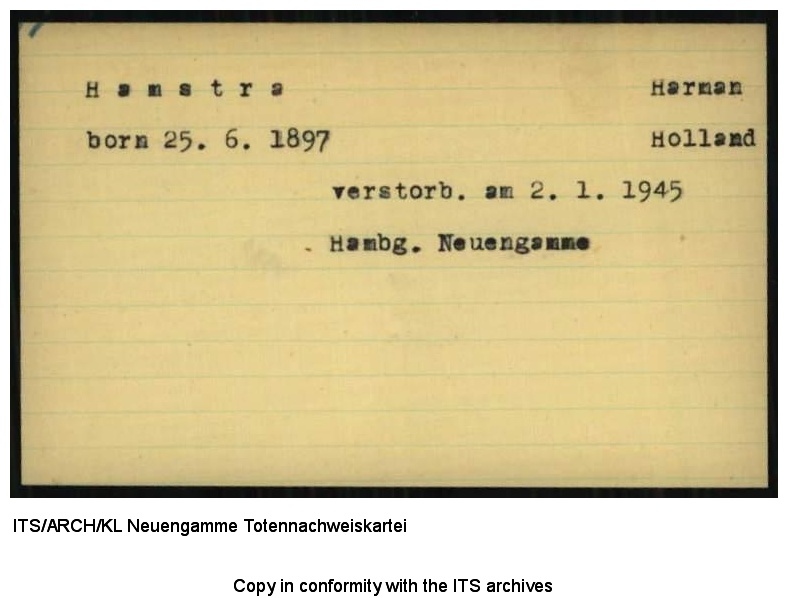 H a m s t r a Harman
born 25. 6. 1897 Holland
verstorb. am 2. 1. 1945
Hambg. Neuengamme
ITS/ARCH/KL Neuengamme Totennachweiskartei
Copy in conformity with the ITS archives